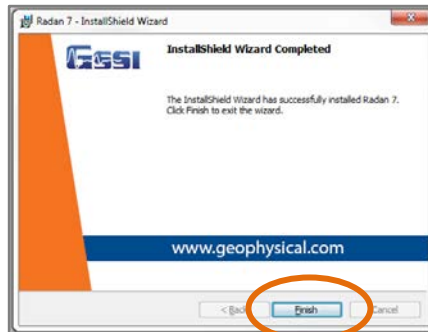 Radan 7 - InstallShield Wizard
GSSI
InstallShield Wizard Completed
The InstallShield Wizard has successfully installed Radan 7.
Click Finish to exit the wizard.
www.geophysical.com
< Back
Finish
Cancel